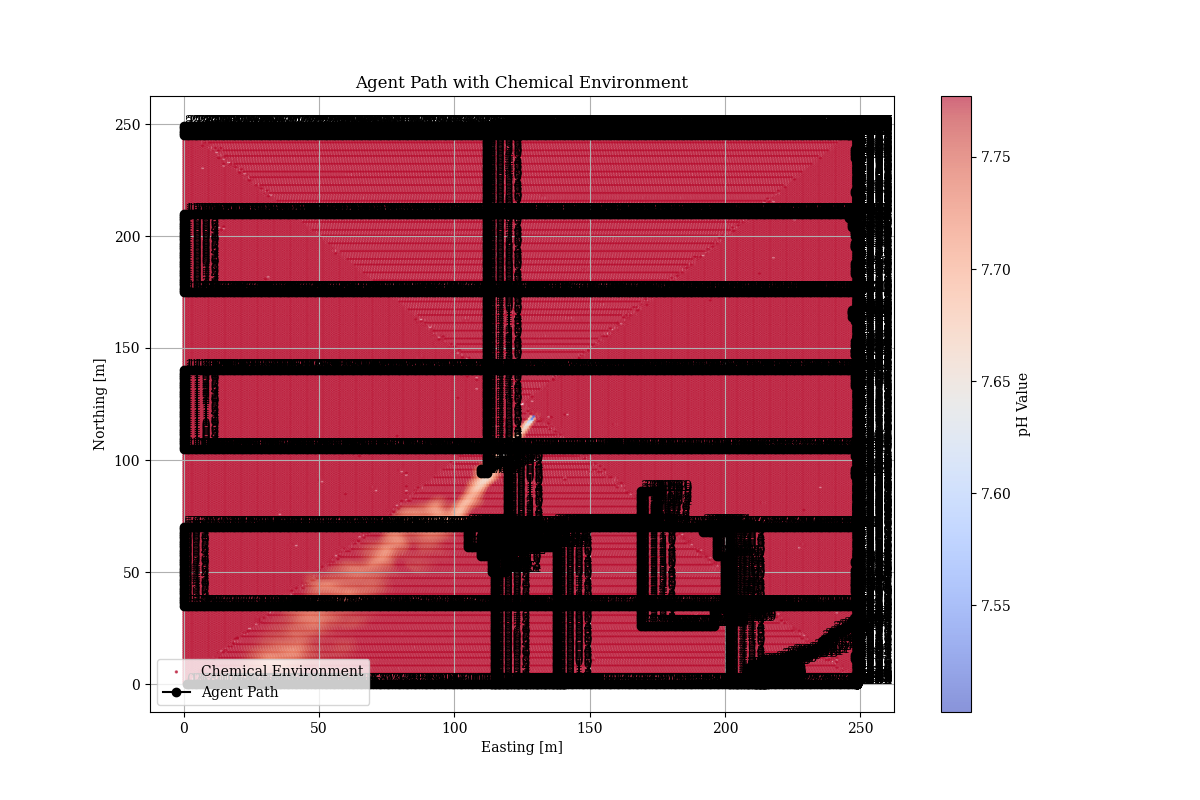 Agent Path with Chemical Environment
250
200
150
100
50
0
Northing [m]
0 50 100 150 200 250
Easting [m]
Chemical Environment
Agent Path
7.75
7.70
7.65
7.60
7.55
pH Value